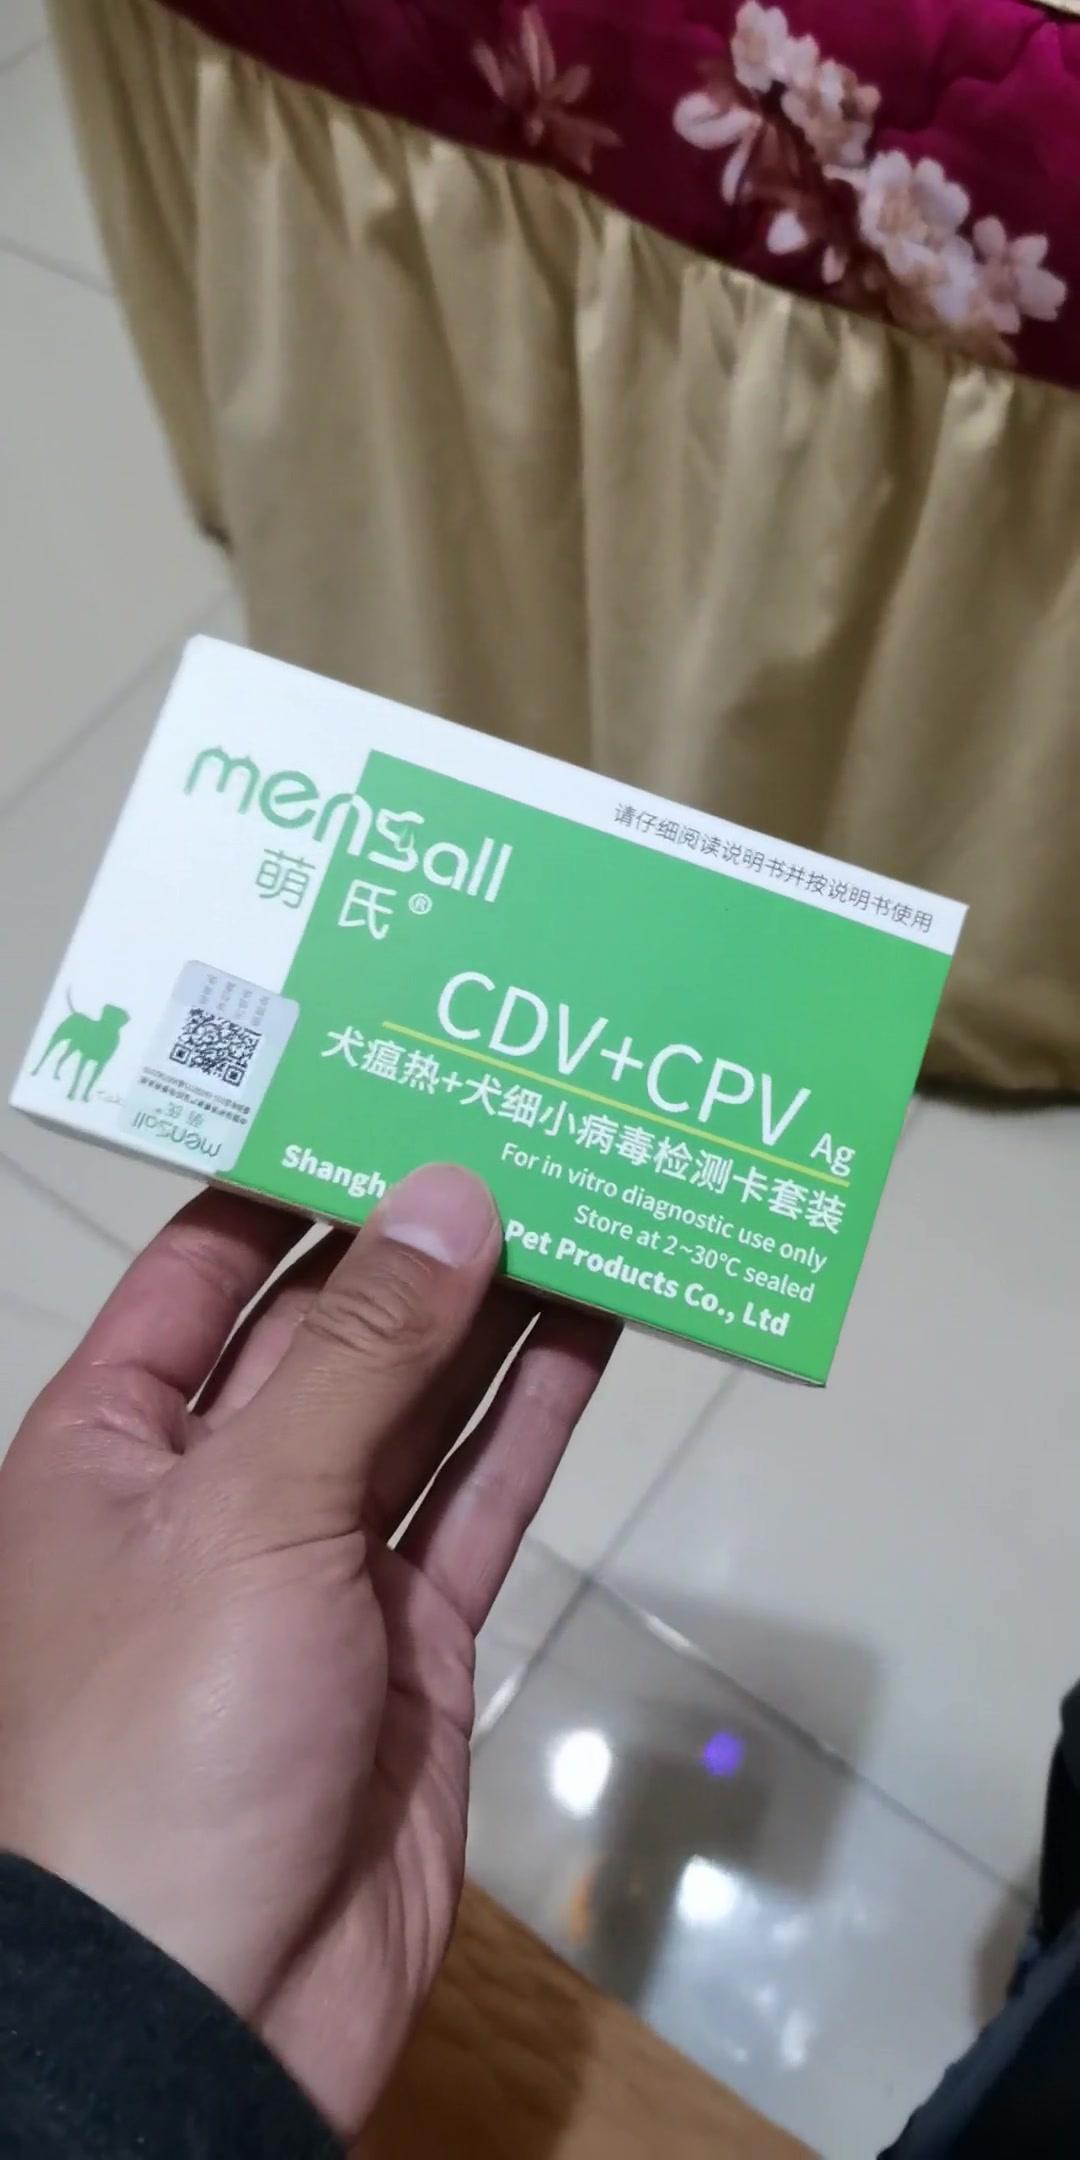 请仔细阅读说明书并按说明书使用
mensall
萌氏®
CDV+CPV Ag
犬瘟热+犬细小病毒检测卡套装
For in vitro diagnostic use only
Store at 2~30°C sealed
Shangh Pet Products Co., Ltd
mensall